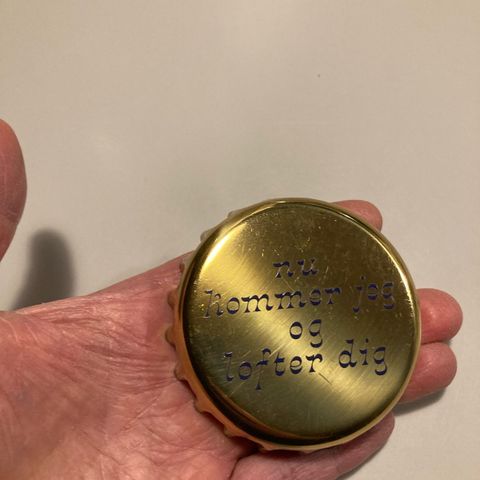 nu
kommer jeg
og
løfter dig